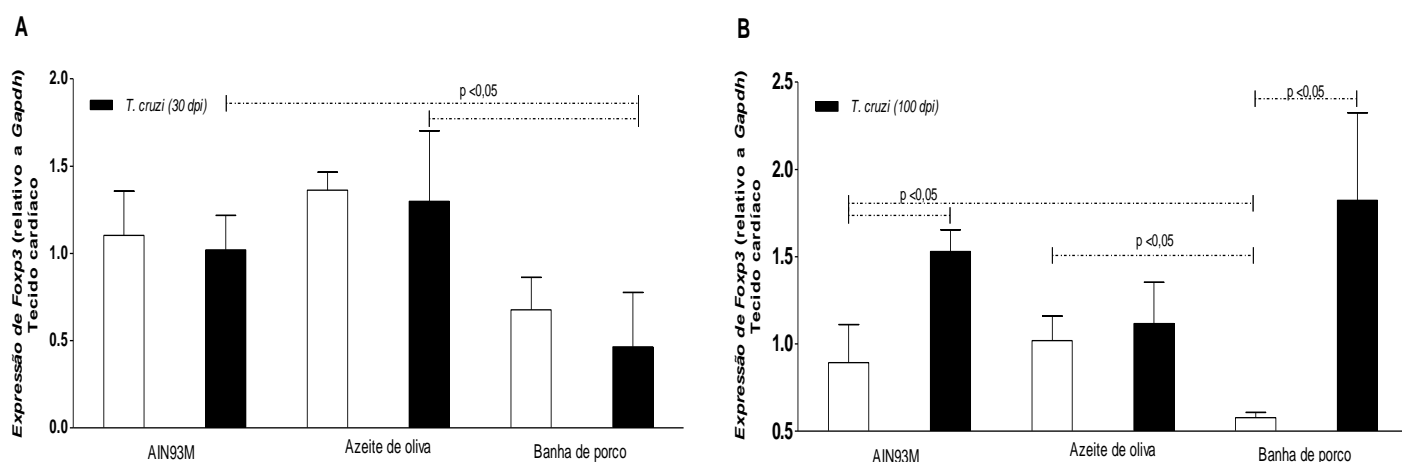 A
Expressão de Foxp3 (relativo a Gapdh)
Tecido cardíaco
2.0
1.5
1.0
0.5
0.0
T. cruzi (30 dpi)
p <0,05
AIN93M
Azeite de oliva
Banha de porco
B
Expressão de Foxp3 (relativo a Gapdh)
Tecido cardíaco
2.5
2.0
1.5
1.0
0.5
T. cruzi (100 dpi)
p <0,05
p <0,05
p <0,05
AIN93M
Azeite de oliva
Banha de porco